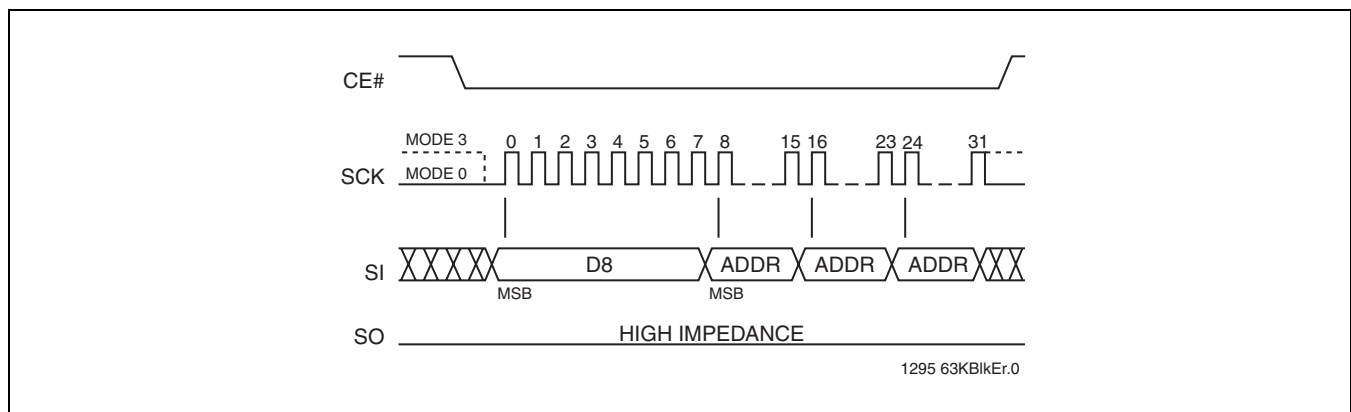 CE#
MODE 3
0 1 2 3 4 5 6 7 8 15 16 23 24 31
SCK
MODE 0
SI
D8 ADDR ADDR ADDR
MSB MSB
SO
HIGH IMPEDANCE
1295 63KBlkEr.0